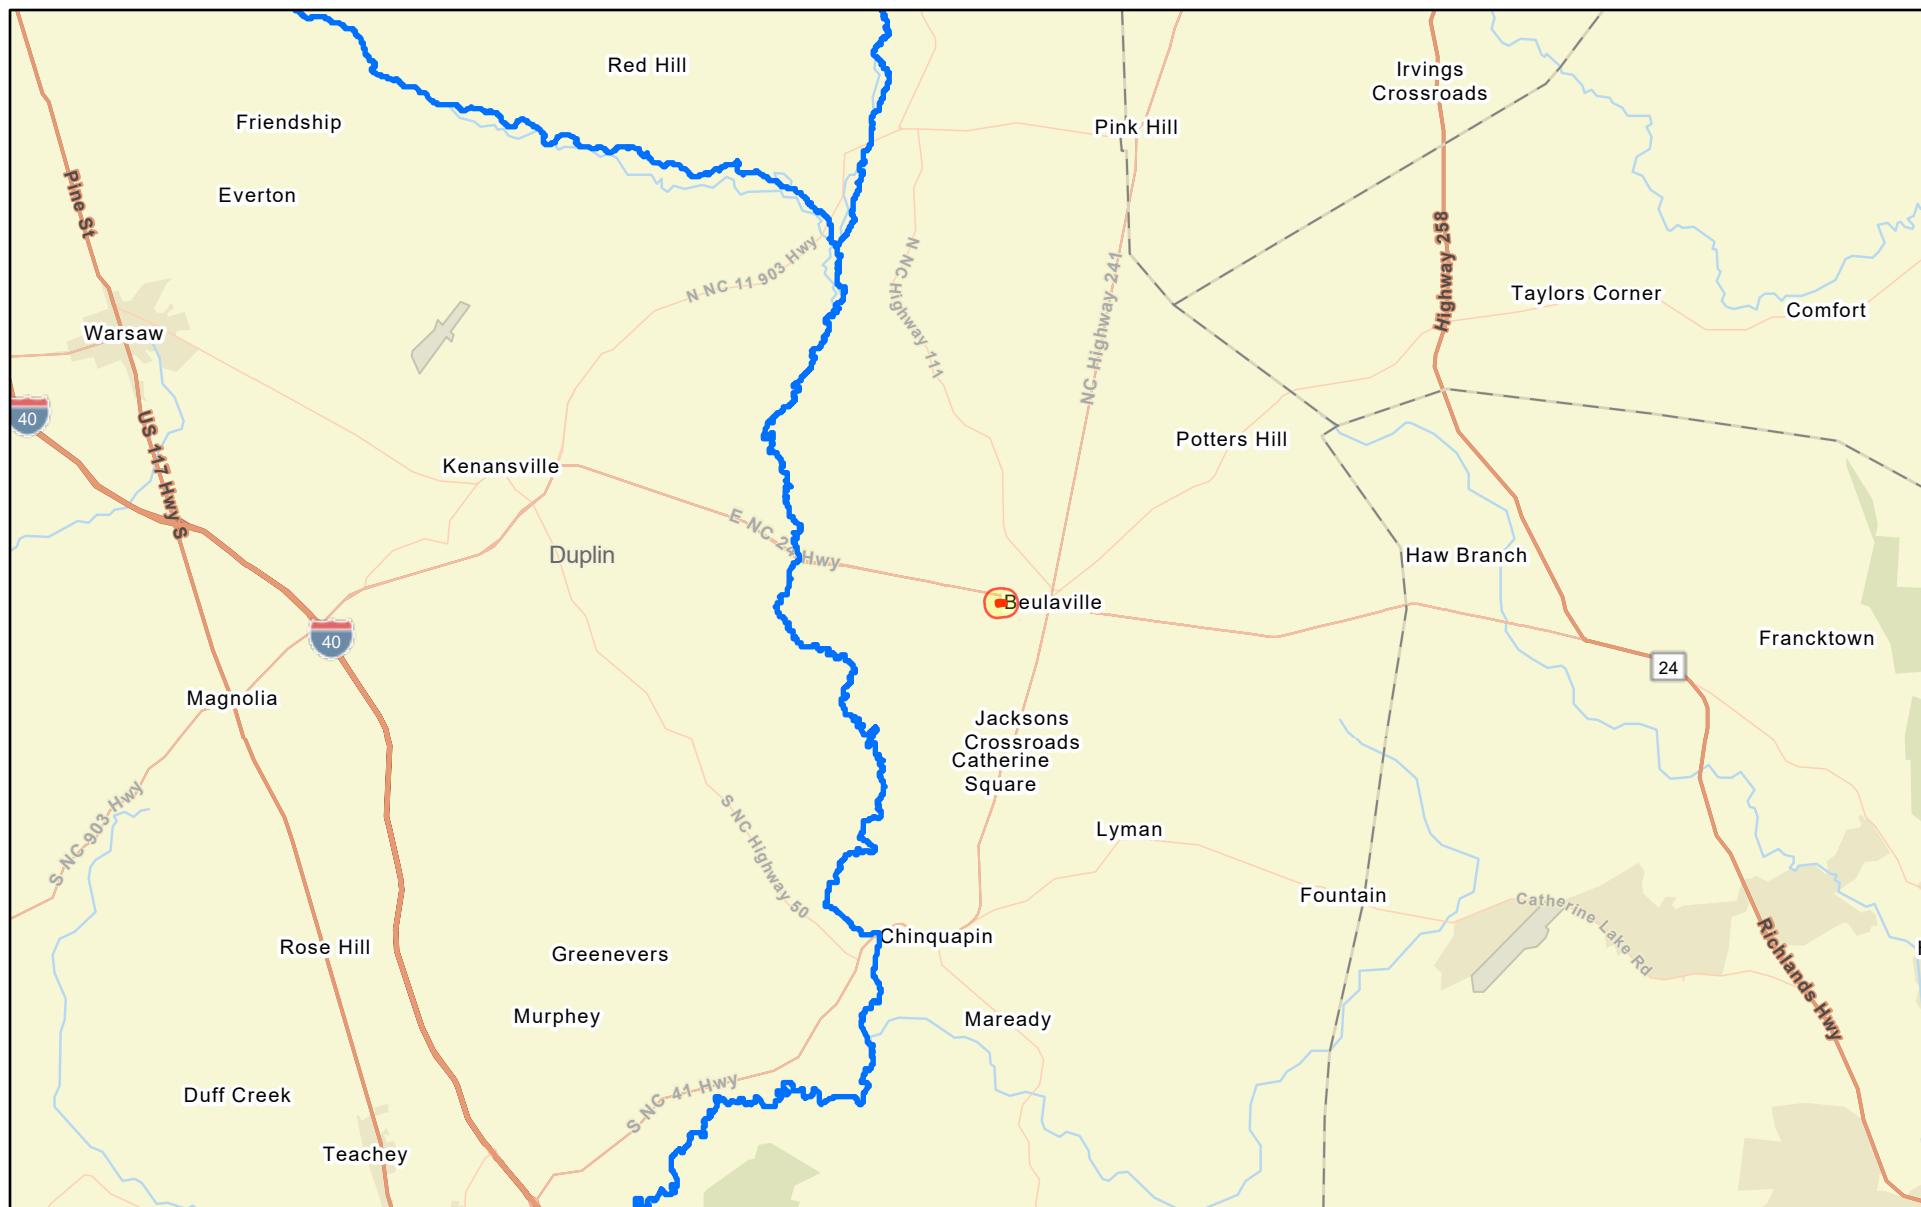 Red Hill
Irvings
Crossroads
Friendship
Pink Hill
Pine St
Everton
N NC 11 903 Hwy
N NC Highway 111
NC Highway 241
Highway 258
Taylors Corner
Comfort
Warsaw
40
US 117 Hwy S
Potters Hill
Kenansville
E NC 24 Hwy
Duplin
Haw Branch
Beulaville
40
Francktown
24
Magnolia
Jacksons
Crossroads
Catherine
Square
S NC 903 Hwy
S NC Highway 50
Lyman
Fountain
Catherine Lake Rd
Richlands Hwy
Rose Hill
Greenevers
Chinquapin
Murphey
Maready
Duff Creek
S NC 41 Hwy
Teachey